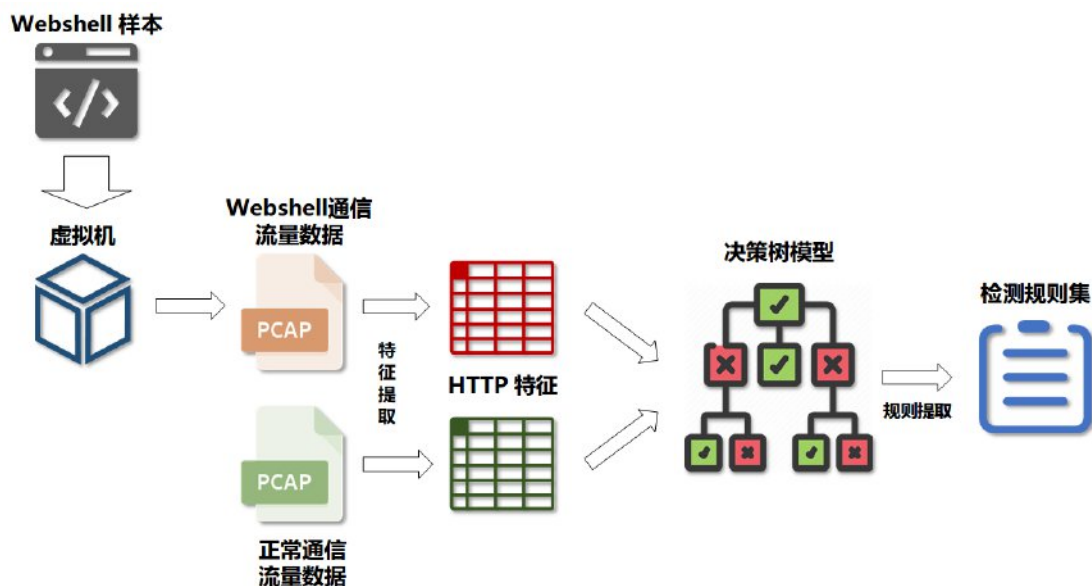 Webshell 样本
</>
虚拟机
Webshell通信
流量数据
PCAP
特征提取
HTTP 特征
PCAP
正常通信
流量数据
决策树模型
规则提取
检测规则集